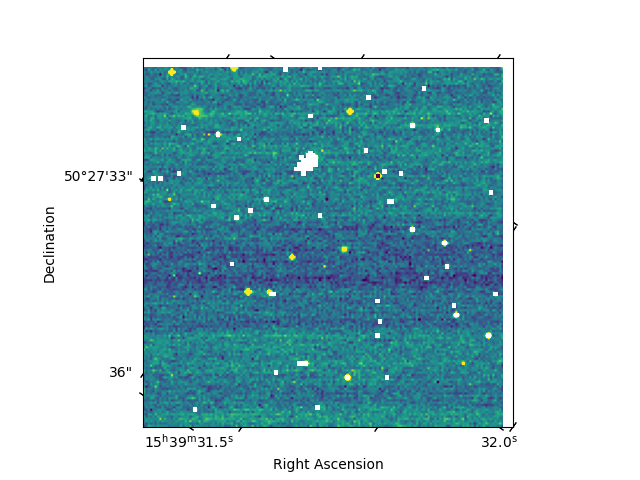 50°27'33"
36"
Declination
15ʰ39ᵐ31.5ˢ
32.0ˢ
Right Ascension